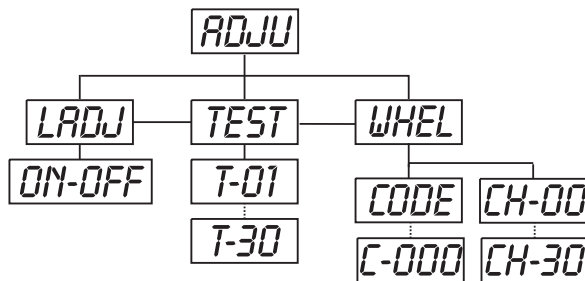 ADJU
LADJ TEST WHEL
ON-OFF T-01 CODE CH-00
T-30 C-000 CH-30